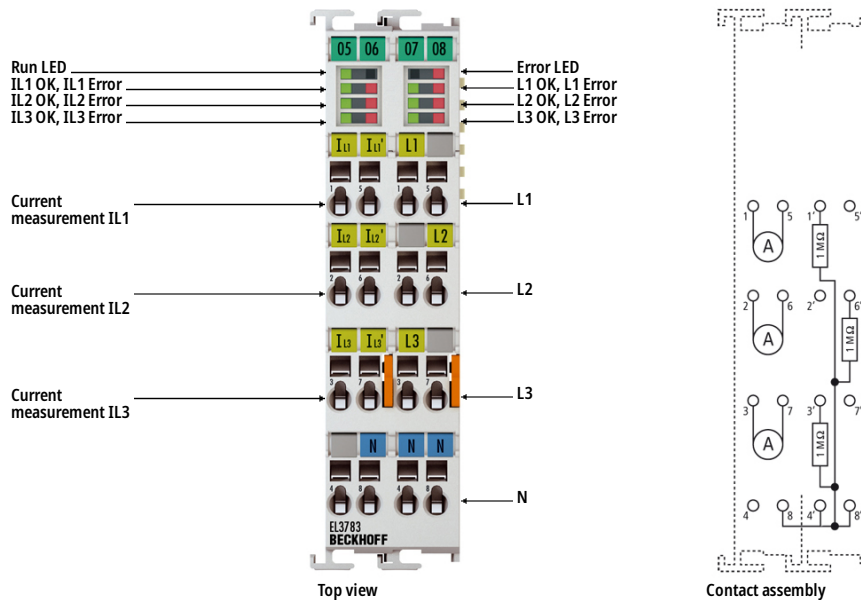 05 06 07 08
Run LED
Error LED
IL1 OK, IL1 Error
L1 OK, L1 Error
IL2 OK, IL2 Error
L2 OK, L2 Error
IL3 OK, IL3 Error
L3 OK, L3 Error
IL1 IL1' L1
1 5 1 5
Current
measurement IL1
L1
IL2 IL2' L2
2 6 2 6
Current
measurement IL2
L2
IL3 IL3' L3
3 7 3 7
Current
measurement IL3
L3
N N N
4 8 4 8
N
EL3783
BECKHOFF
Top view
1 5 1' 5'
A
1 MΩ
2 6 2' 6'
A
1 MΩ
3 7 3' 7'
A
1 MΩ
4 8 4' 8'
Contact assembly